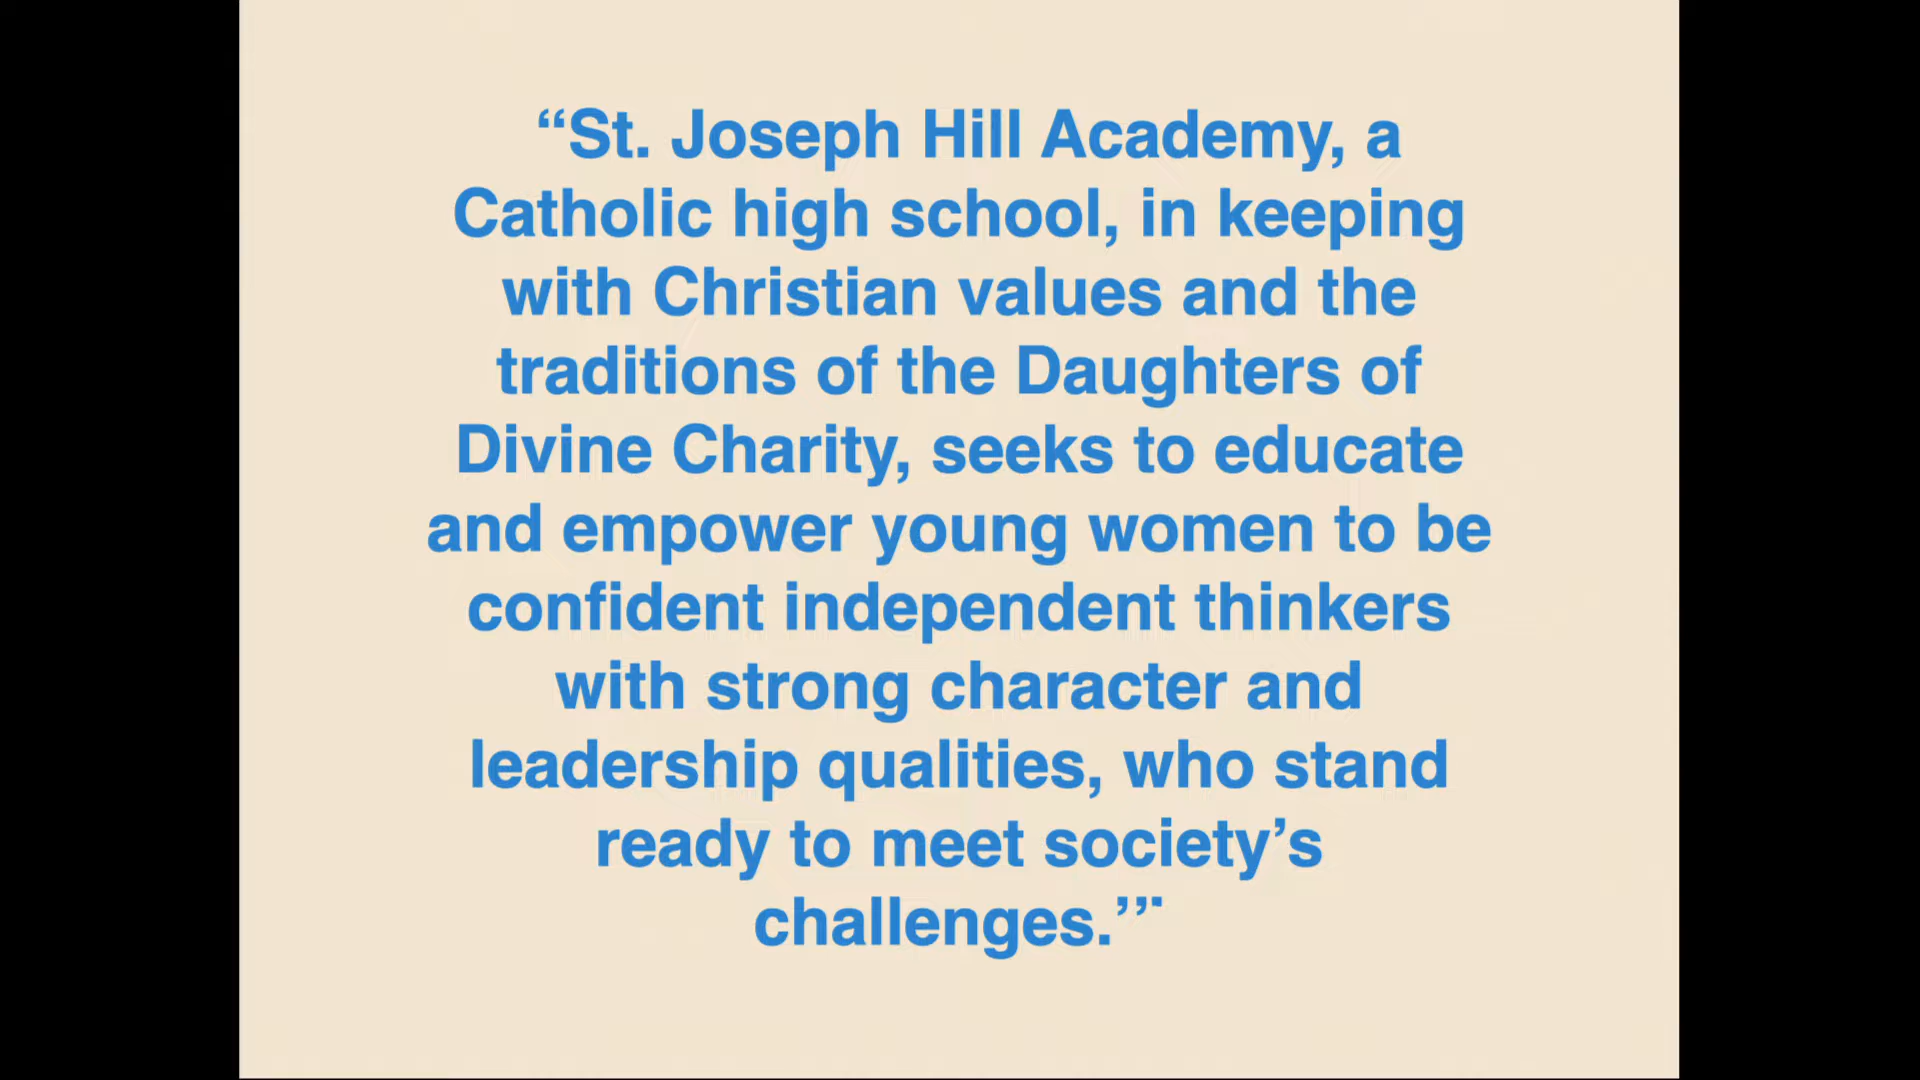 “St. Joseph Hill Academy, a
Catholic high school, in keeping
with Christian values and the
traditions of the Daughters of
Divine Charity, seeks to educate
and empower young women to be
confident independent thinkers
with strong character and
leadership qualities, who stand
ready to meet society’s
challenges.’”